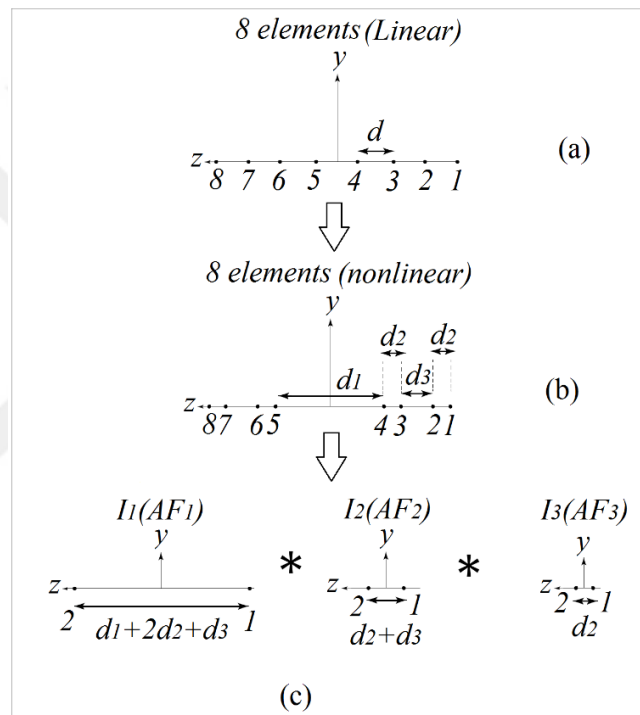 8 elements (Linear)
y
d
z
8 7 6 5 4 3 2 1
(a)
8 elements (nonlinear)
y
d2 d2
d1 d3
z
87 65 43 21
(b)
I1(AF1) I2(AF2) I3(AF3)
y y y
* *
z z z
2 1 2 1 2 1
d1+2d2+d3 d2+d3 d2
(c)